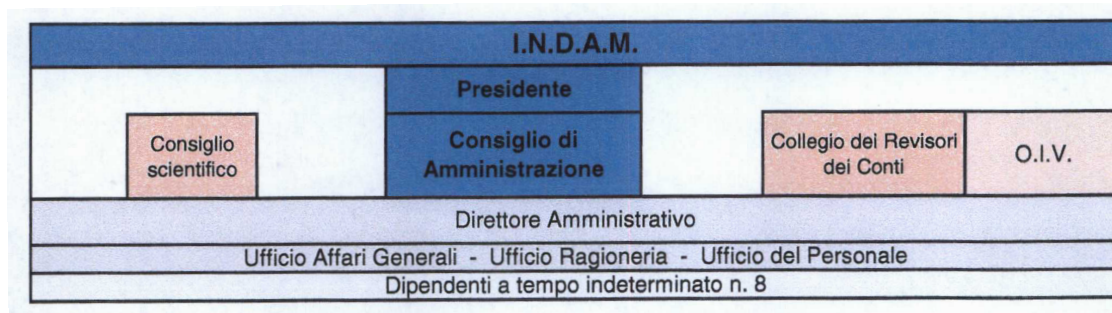 I.N.D.A.M.
Presidente
Consiglio
scientifico
Consiglio di
Amministrazione
Collegio dei Revisori
dei Conti
O.I.V.
Direttore Amministrativo
Ufficio Affari Generali - Ufficio Ragioneria - Ufficio del Personale
Dipendenti a tempo indeterminato n. 8